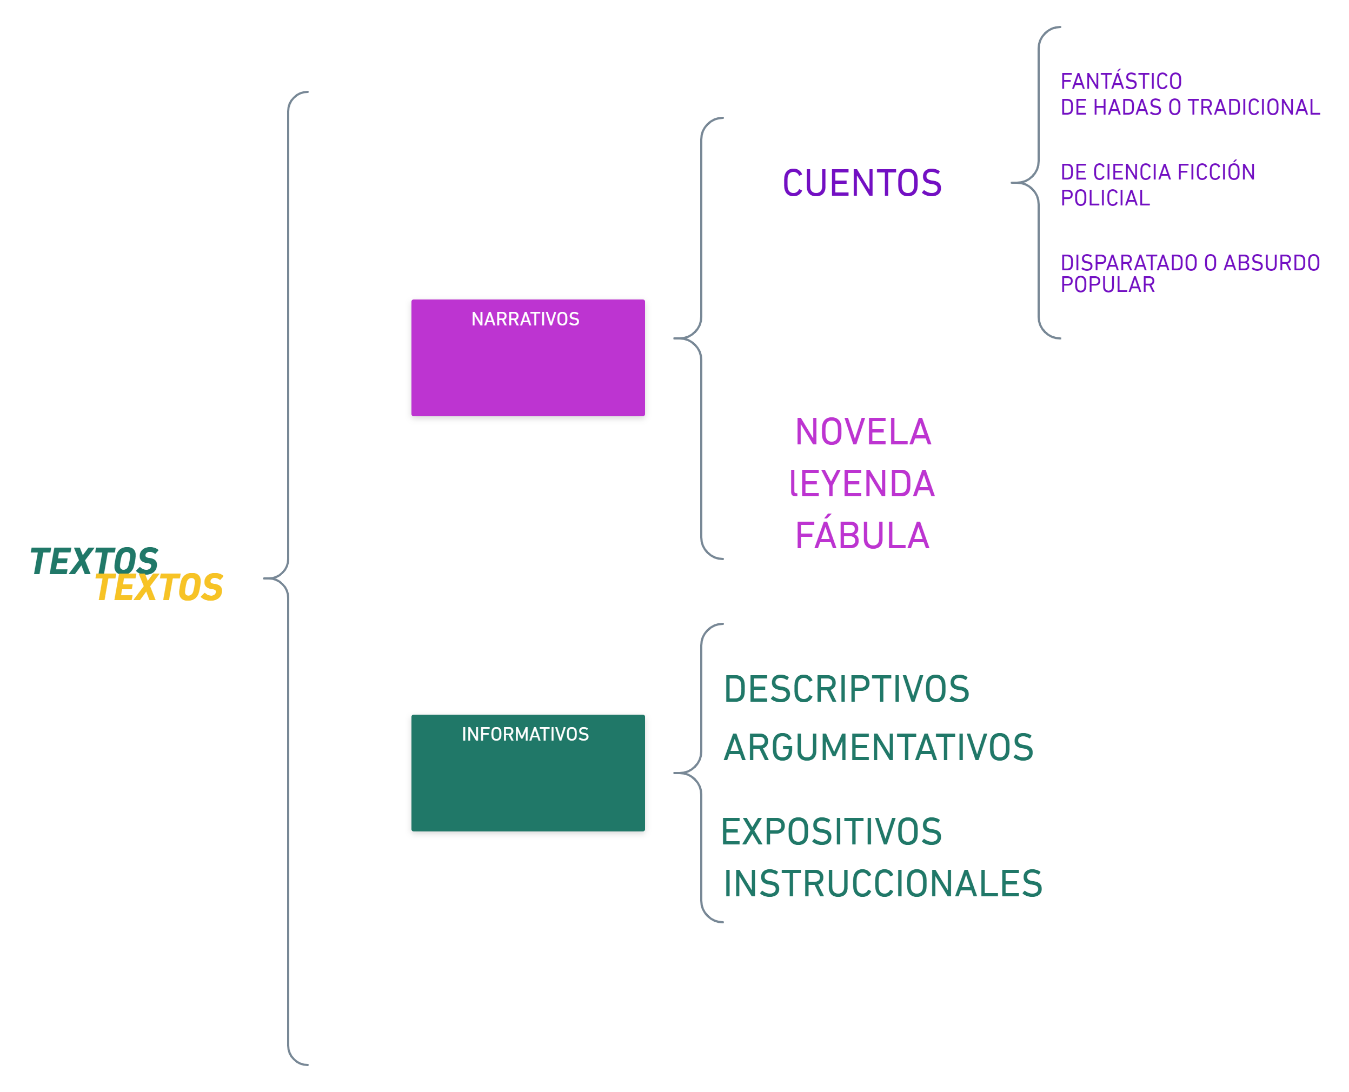 TEXTOS
TEXTOS
NARRATIVOS
CUENTOS
FANTÁSTICO
DE HADAS O TRADICIONAL
DE CIENCIA FICCIÓN
POLICIAL
DISPARATADO O ABSURDO
POPULAR
NOVELA
lEYENDA
FÁBULA
INFORMATIVOS
DESCRIPTIVOS
ARGUMENTATIVOS
EXPOSITIVOS
INSTRUCCIONALES